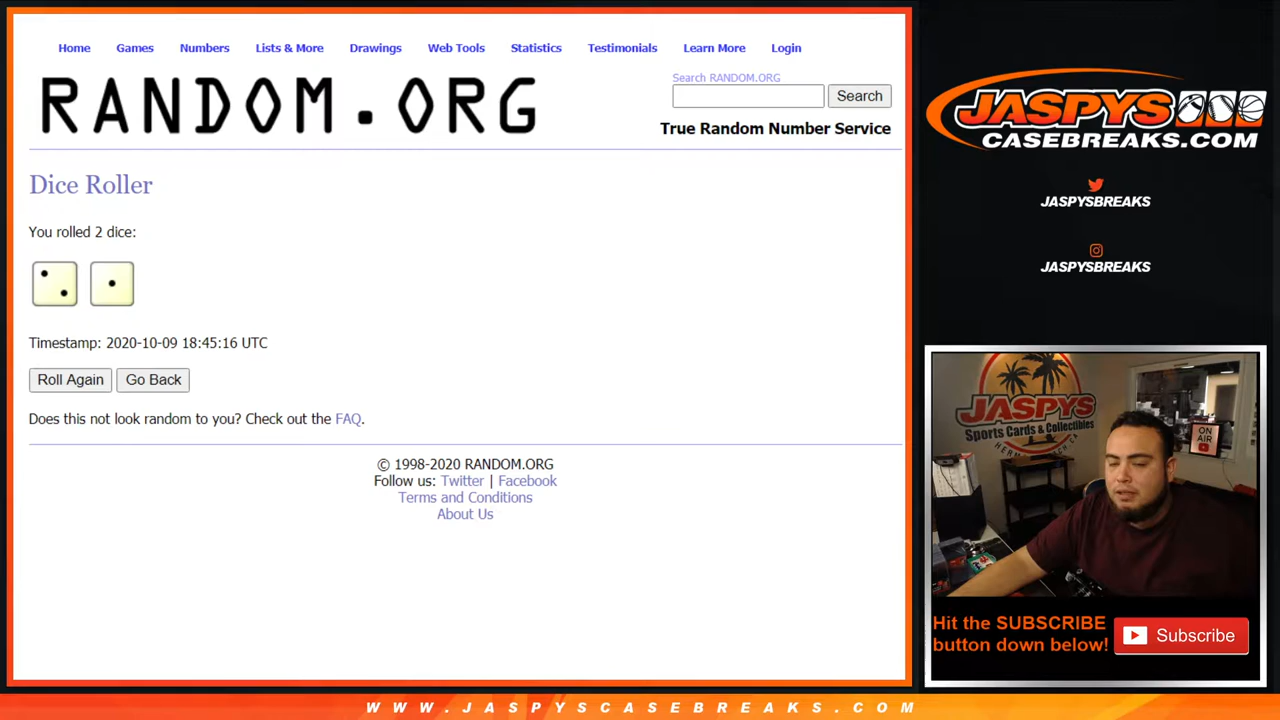 Home Games Numbers Lists & More Drawings Web Tools Statistics Testimonials Learn More Login
RANDOM.ORG
Search RANDOM.ORG
Search
True Random Number Service
Dice Roller
You rolled 2 dice:
Timestamp: 2020-10-09 18:45:16 UTC
Roll Again Go Back
Does this not look random to you? Check out the FAQ.
© 1998-2020 RANDOM.ORG
Follow us: Twitter | Facebook
Terms and Conditions
About Us
JASPYS
CASEBREAKS.COM
JASPYSBREAKS
JASPYSBREAKS
JASPYS
Sports Cards & Collectibles
ON
AIR
Hit the SUBSCRIBE
button down below!
Subscribe
WWW.JASPYSCASEBREAKS.COM